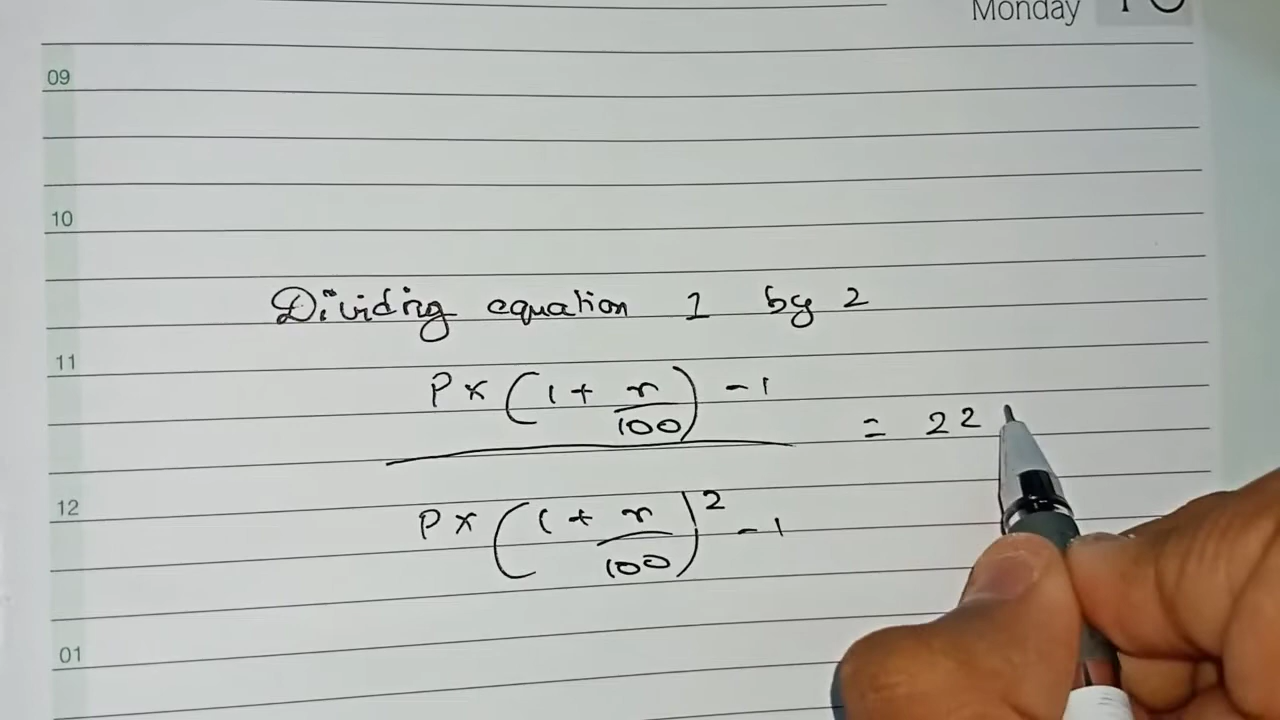 Monday
09
10
Dividing equation 1 by 2
11
P× (1 + r/100) - 1
= 22
12
P× (1 + r/100)² - 1
01